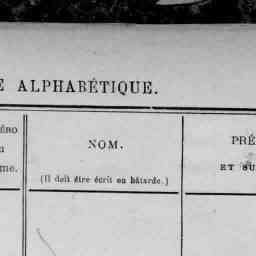 E ALPHABÉTIQUE.
ÉRO
NOM.
PRÉ
ET SU
me.
(Il doit être écrit en bâtarde.)